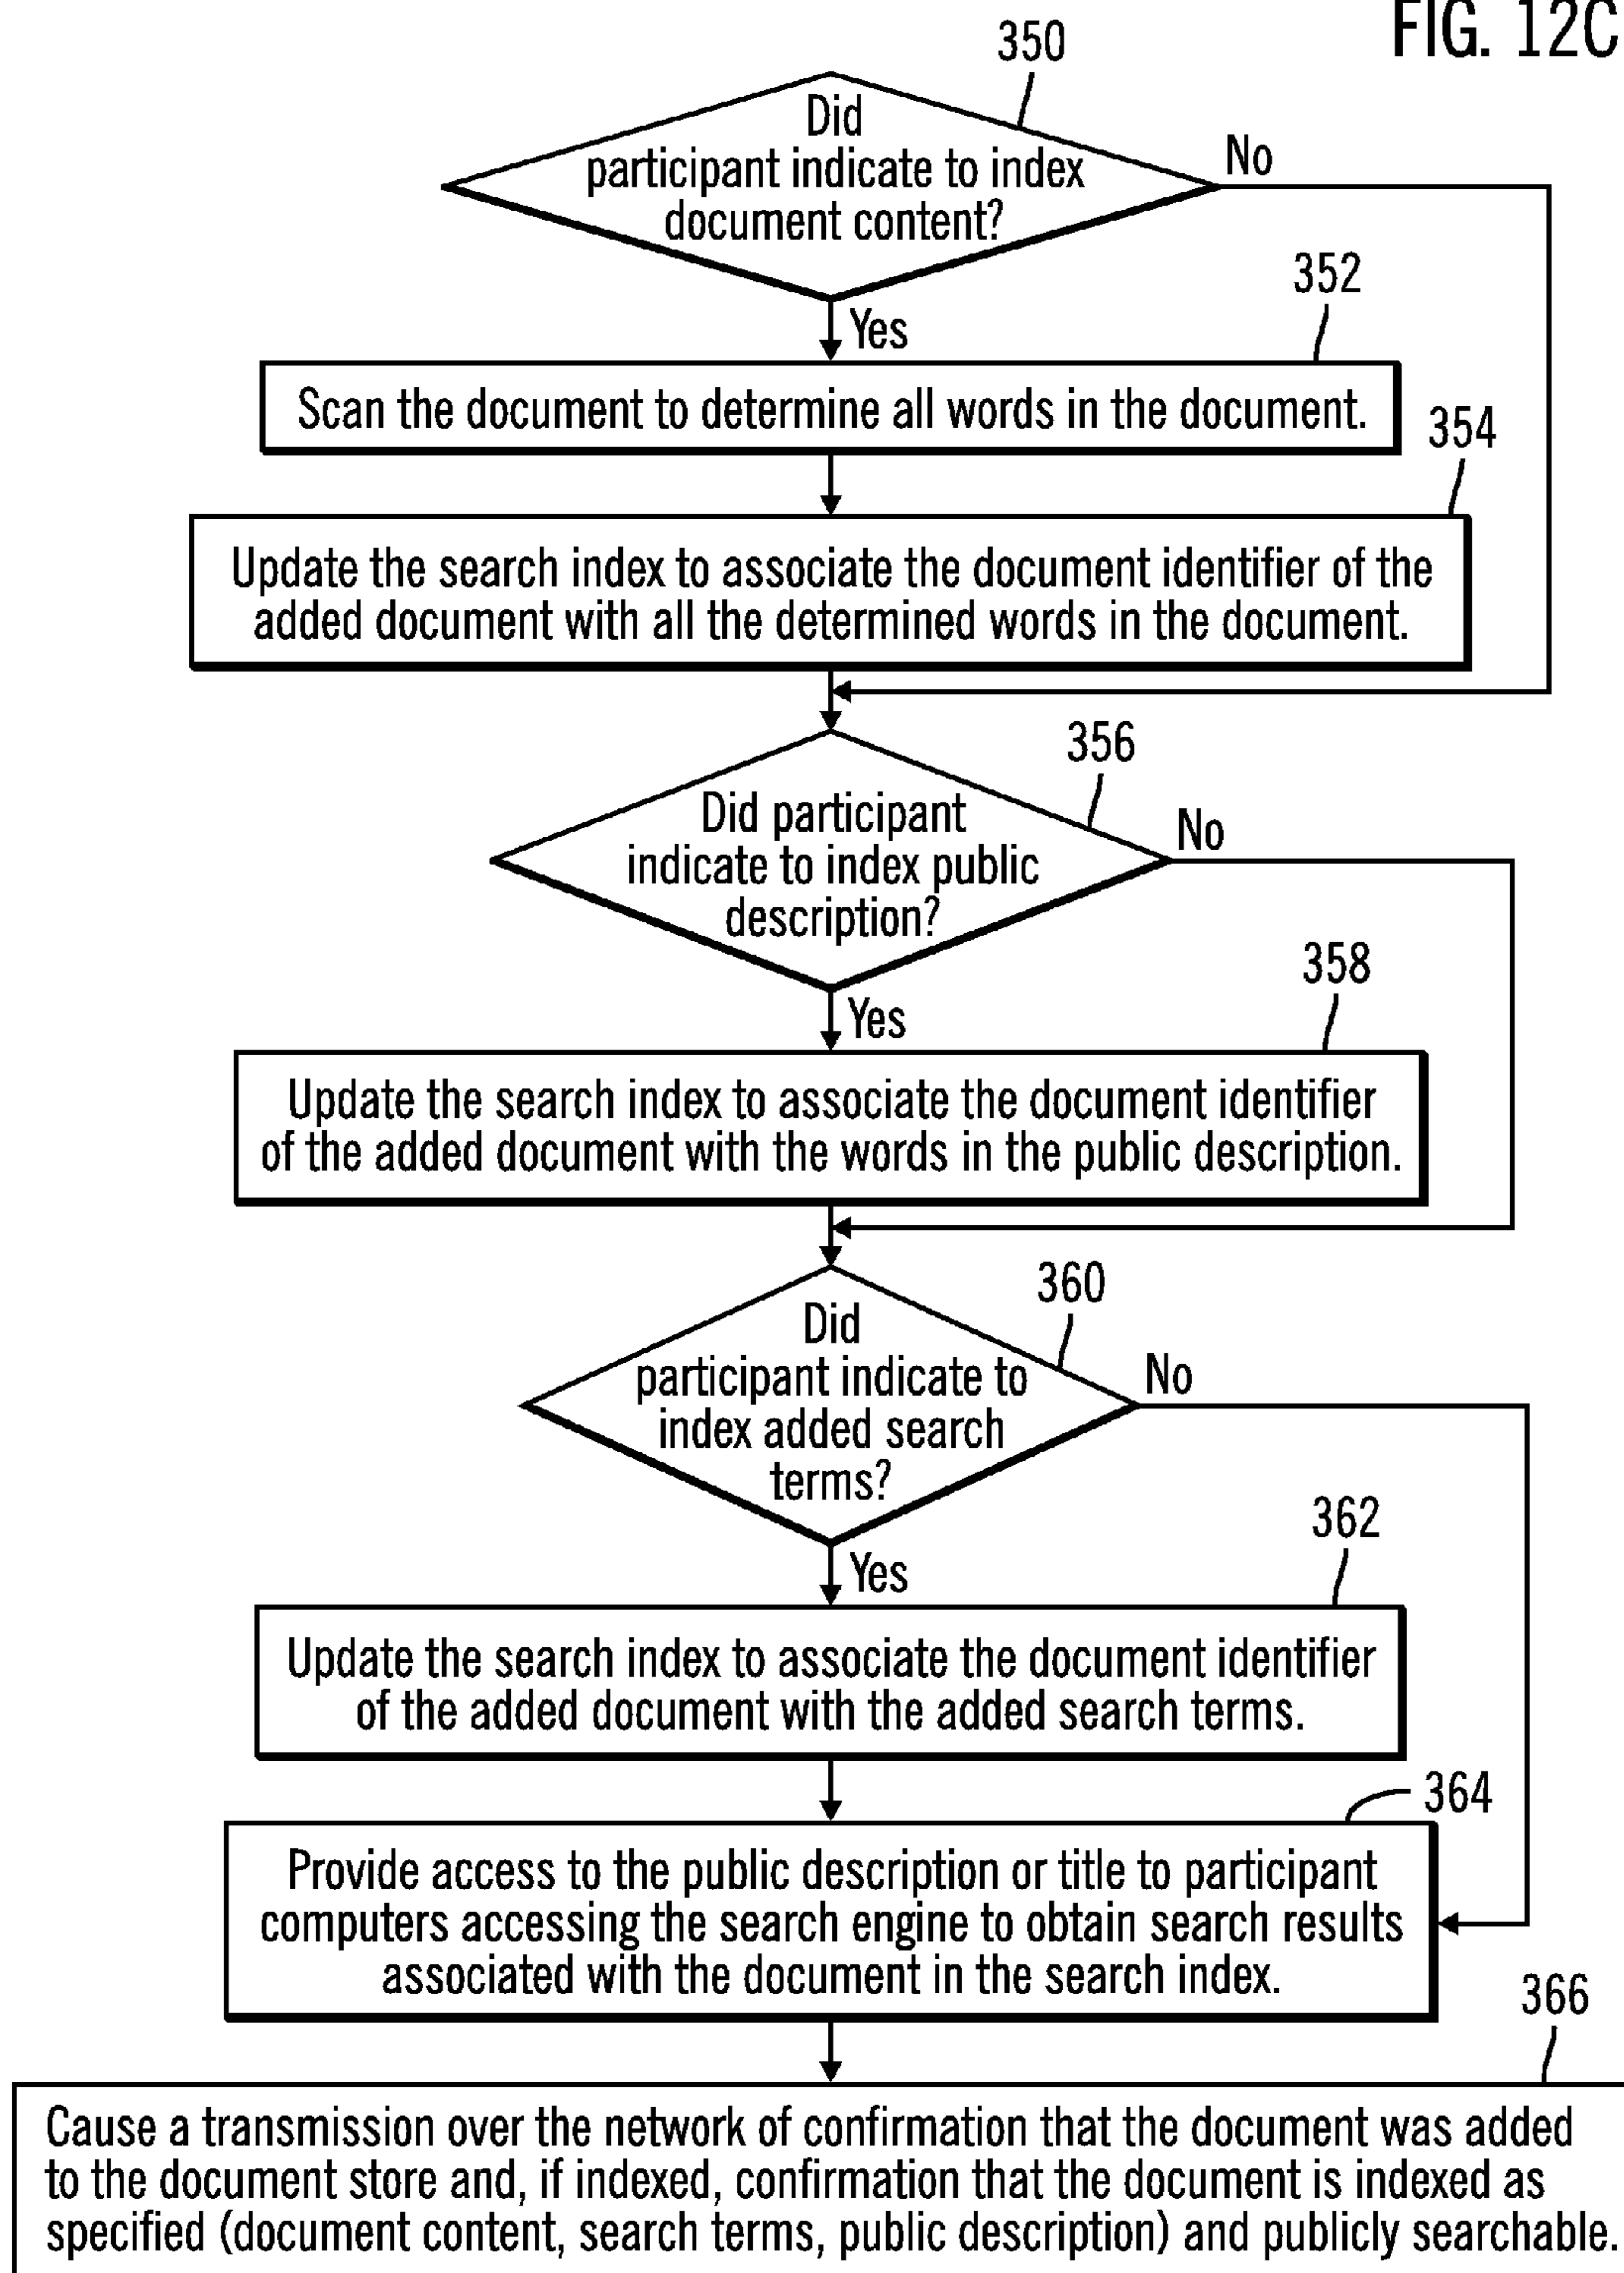 FIG. 12C
350
Did
participant indicate to index
document content?
No
Yes
352
Scan the document to determine all words in the document.
354
Update the search index to associate the document identifier of the
added document with all the determined words in the document.
356
Did participant
indicate to index public
description?
No
Yes
358
Update the search index to associate the document identifier
of the added document with the words in the public description.
360
Did
participant indicate to
index added search
terms?
No
Yes
362
Update the search index to associate the document identifier
of the added document with the added search terms.
364
Provide access to the public description or title to participant
computers accessing the search engine to obtain search results
associated with the document in the search index.
366
Cause a transmission over the network of confirmation that the document was added
to the document store and, if indexed, confirmation that the document is indexed as
specified (document content, search terms, public description) and publicly searchable.